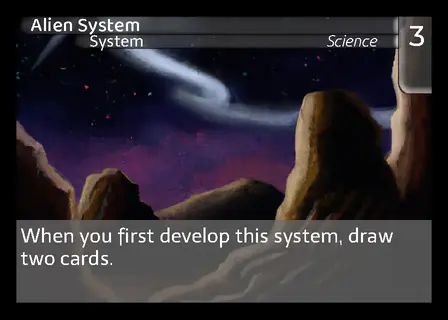 Alien System
System
Science
3
When you first develop this system, draw
two cards.